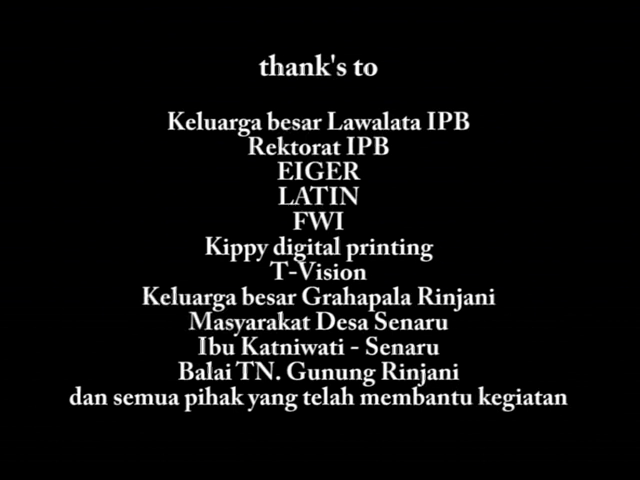 thank's to
Keluarga besar Lawalata IPB
Rektorat IPB
EIGER
LATIN
FWI
Kippy digital printing
T-Vision
Keluarga besar Grahapala Rinjani
Masyarakat Desa Senaru
Ibu Katniwati - Senaru
Balai TN. Gunung Rinjani
dan semua pihak yang telah membantu kegiatan